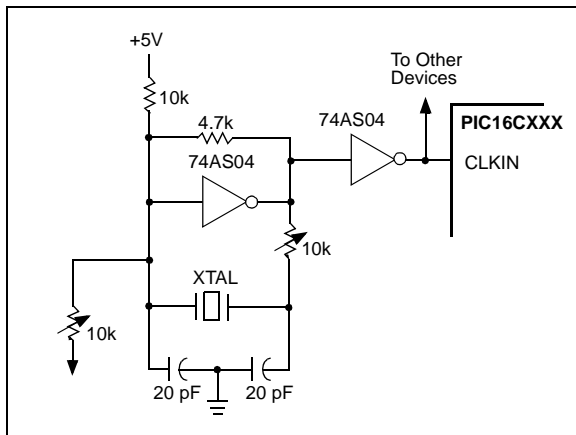 +5V
To Other
Devices
10k
4.7k
74AS04
PIC16CXXX
74AS04
CLKIN
10k
XTAL
10k
20 pF
20 pF